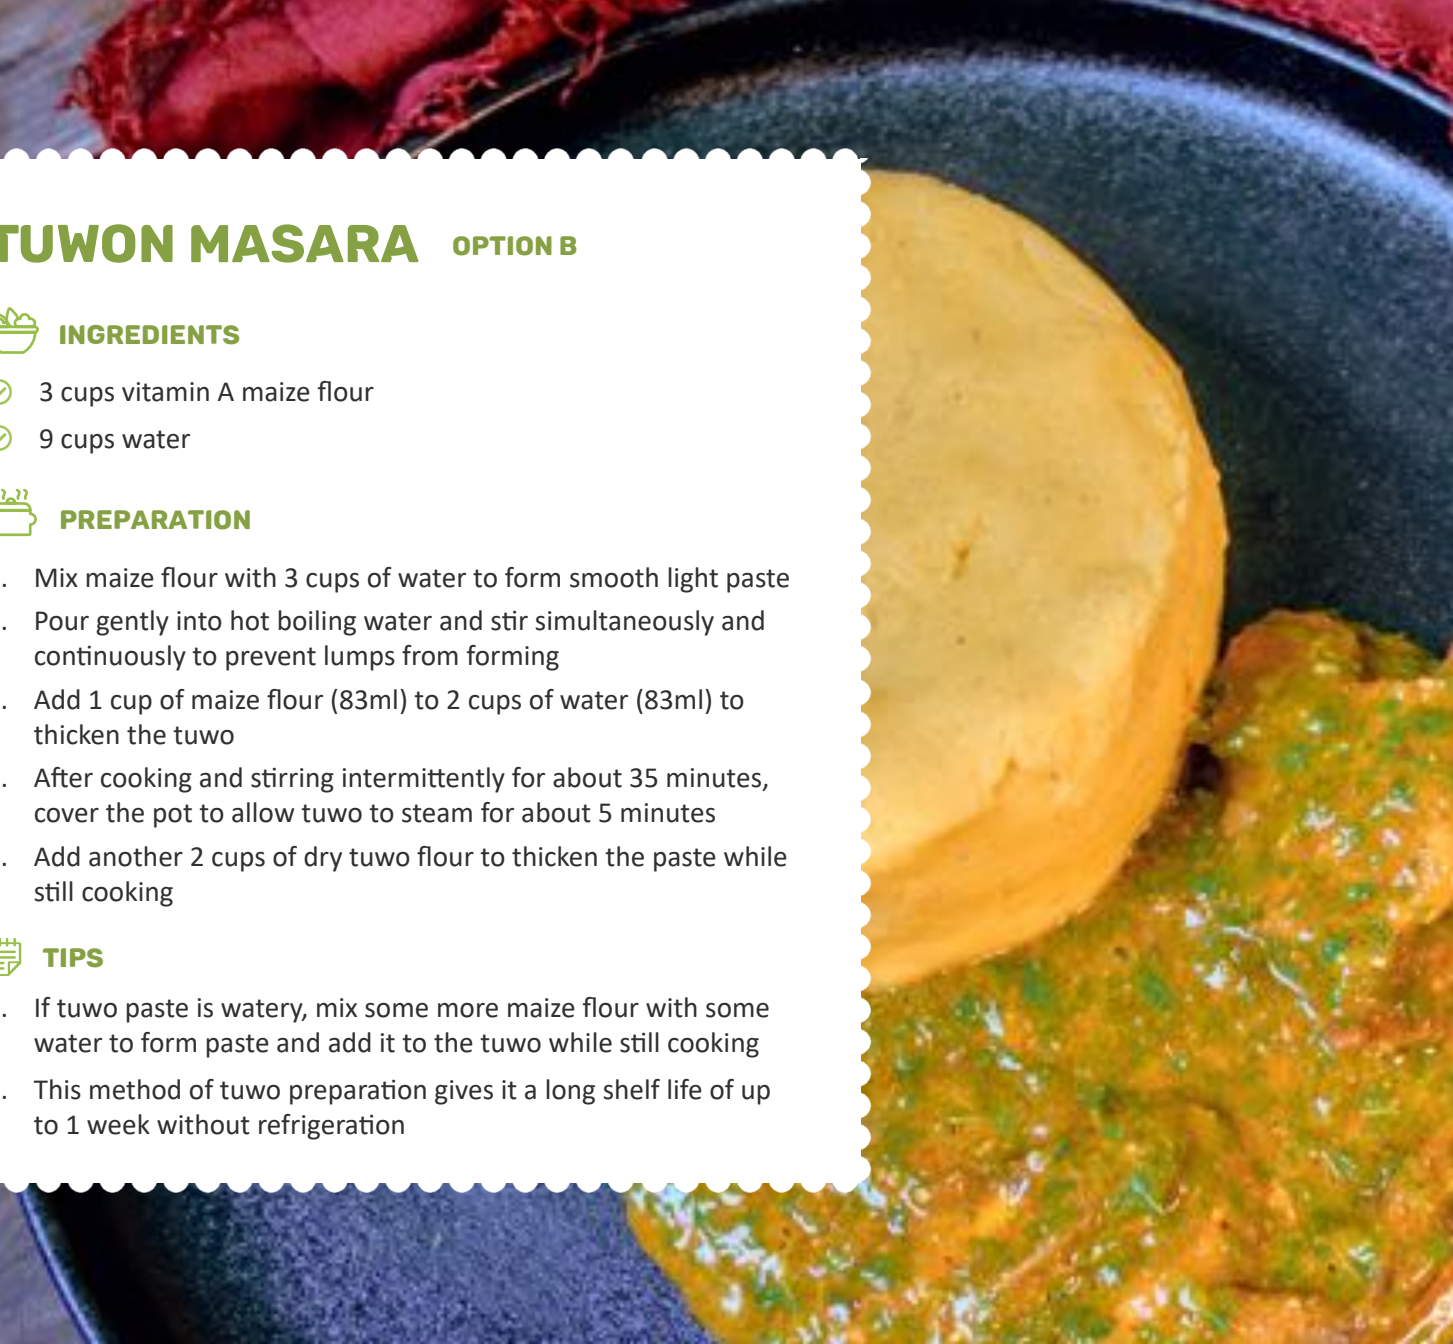 TUWON MASARA OPTION B
INGREDIENTS
3 cups vitamin A maize flour
9 cups water
PREPARATION
. Mix maize flour with 3 cups of water to form smooth light paste
. Pour gently into hot boiling water and stir simultaneously and
continuously to prevent lumps from forming
. Add 1 cup of maize flour (83ml) to 2 cups of water (83ml) to
thicken the tuwo
. After cooking and stirring intermittently for about 35 minutes,
cover the pot to allow tuwo to steam for about 5 minutes
. Add another 2 cups of dry tuwo flour to thicken the paste while
still cooking
TIPS
. If tuwo paste is watery, mix some more maize flour with some
water to form paste and add it to the tuwo while still cooking
. This method of tuwo preparation gives it a long shelf life of up
to 1 week without refrigeration